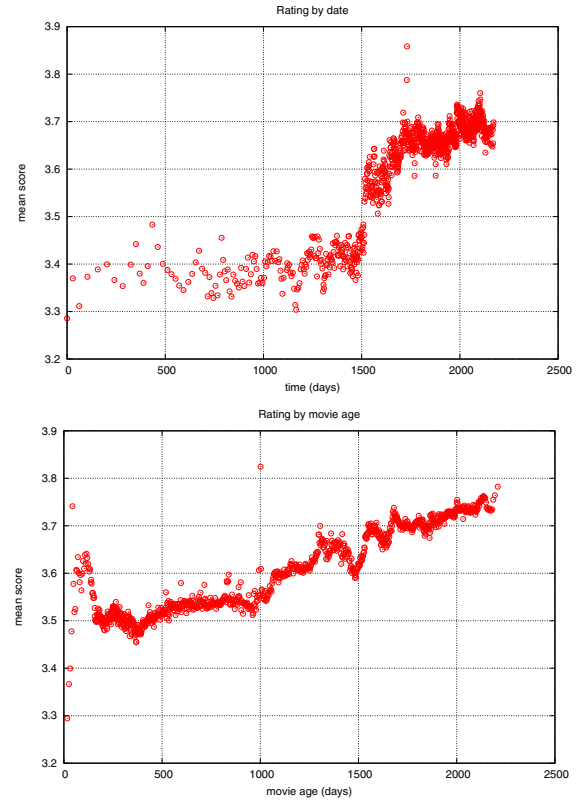 Rating by date
3.9
3.8
3.7
3.6
3.5
3.4
3.3
3.2
mean score
0 500 1000 1500 2000 2500
time (days)
Rating by movie age
3.9
3.8
3.7
3.6
3.5
3.4
3.3
3.2
mean score
0 500 1000 1500 2000 2500
movie age (days)